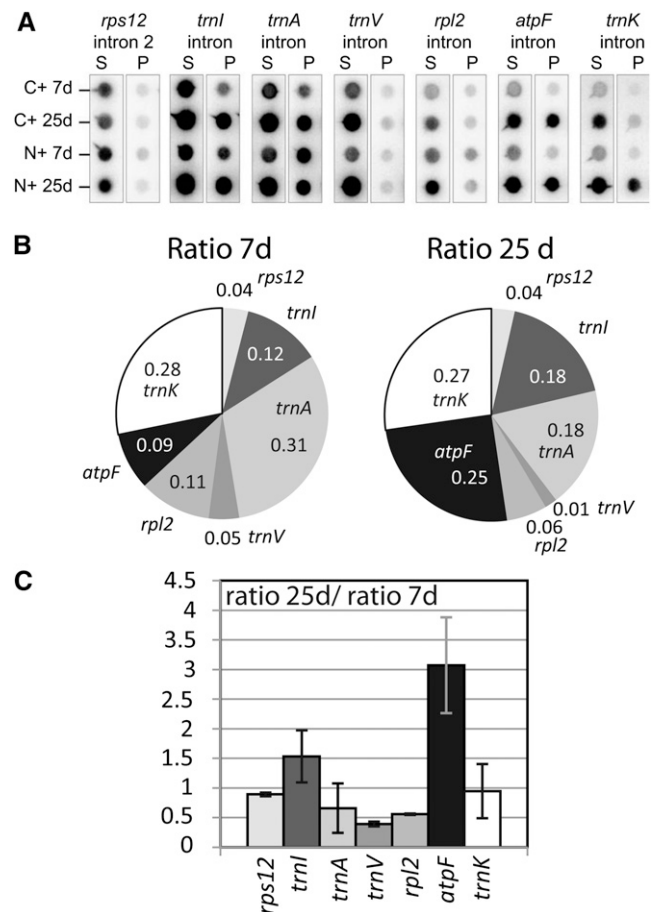 A
rps12 trnI trnA trnV rpl2 atpF trnK
intron 2 intron intron intron intron intron intron
S P S P S P S P S P S P S P
C+ 7d
C+ 25d
N+ 7d
N+ 25d
B
Ratio 7d
0.04 rps12
0.12 trnI
0.31 trnA
0.05 trnV
0.11 rpl2
0.09 atpF
0.28 trnK
Ratio 25 d
0.04 rps12
0.18 trnI
0.18 trnA
0.01 trnV
0.06 rpl2
0.25 atpF
0.27 trnK
C
ratio 25d/ ratio 7d
4.5
4
3.5
3
2.5
2
1.5
1
0.5
0
rps12 trnI trnA trnV rpl2 atpF trnK